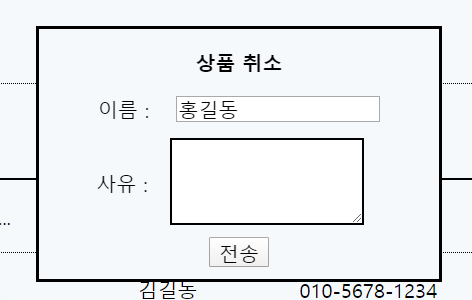 상품 취소
이름 : 홍길동
사유 :
...
전송
김길동 010-5678-1234